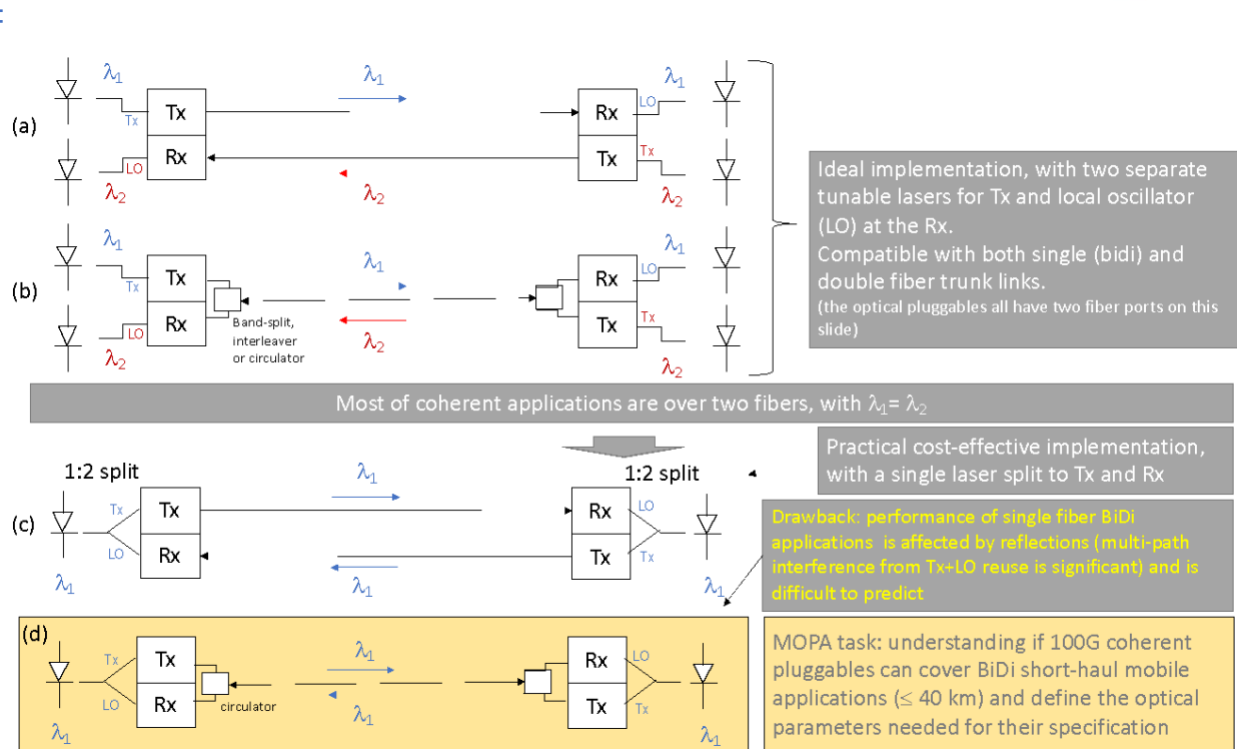 :
λ1 λ1 λ1
LO
Tx Tx Rx
(a)
Rx Tx Tx
LO
λ2 λ2 λ2
Ideal implementation, with two separate
tunable lasers for Tx and local oscillator
(LO) at the Rx.
Compatible with both single (bidi) and
double fiber trunk links.
(the optical pluggables all have two fiber ports on this
slide)
λ1 λ1 λ1
Tx Tx Rx LO
(b)
LO Rx Tx Tx
Band-split,
interleaver
or circulator
λ2 λ2 λ2
Most of coherent applications are over two fibers, with λ1= λ2
Practical cost-effective implementation,
with a single laser split to Tx and Rx
1:2 split 1:2 split
λ1
Tx Tx Rx LO
(c)
LO Rx Tx Tx
λ1 λ1 λ1
Drawback: performance of single fiber BiDi
applications is affected by reflections (multi-path
interference from Tx+LO reuse is significant) and is
difficult to predict
(d)
λ1
Tx Tx Rx LO
LO Rx circulator Tx Tx
λ1 λ1 λ1
MOPA task: understanding if 100G coherent
pluggables can cover BiDi short-haul mobile
applications (≤ 40 km) and define the optical
parameters needed for their specification